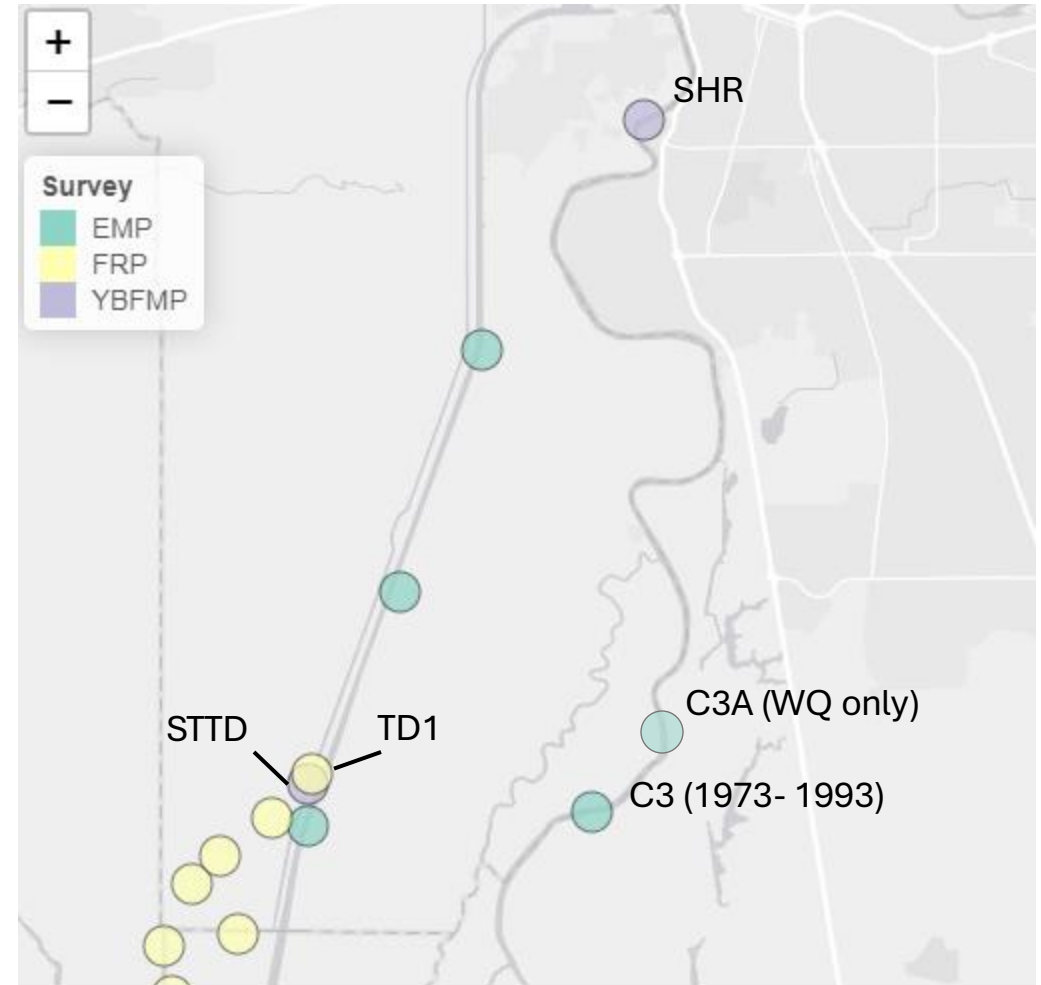 +
−
SHR
Survey
EMP
FRP
YBFMP
C3A (WQ only)
STTD
TD1
C3 (1973- 1993)